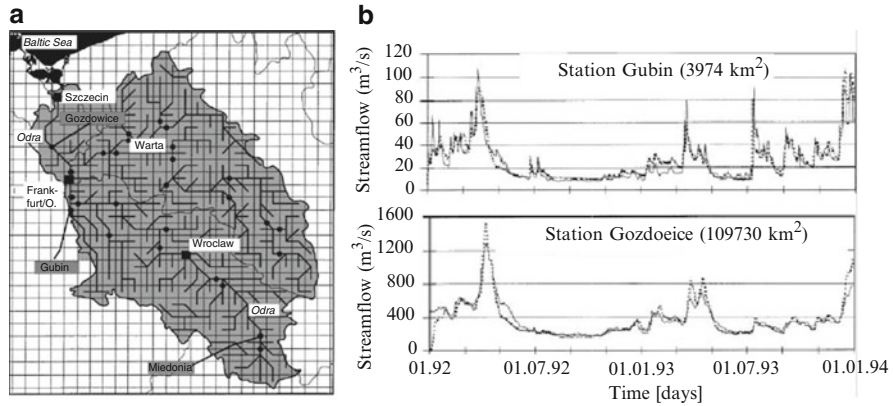 a
Baltic Sea
Szczecin
Gozdowice
Odra
Warta
Frank-
furt/O.
Wroclaw
Gubin
Odra
Miedonia
b
Streamflow (m³/s)
120
100
80
60
40
20
0
Station Gubin (3974 km²)
Streamflow (m³/s)
1600
1200
800
400
0
Station Gozdoeice (109730 km²)
01.92 01.07.92 01.01.93 01.07.93 01.01.94
Time [days]